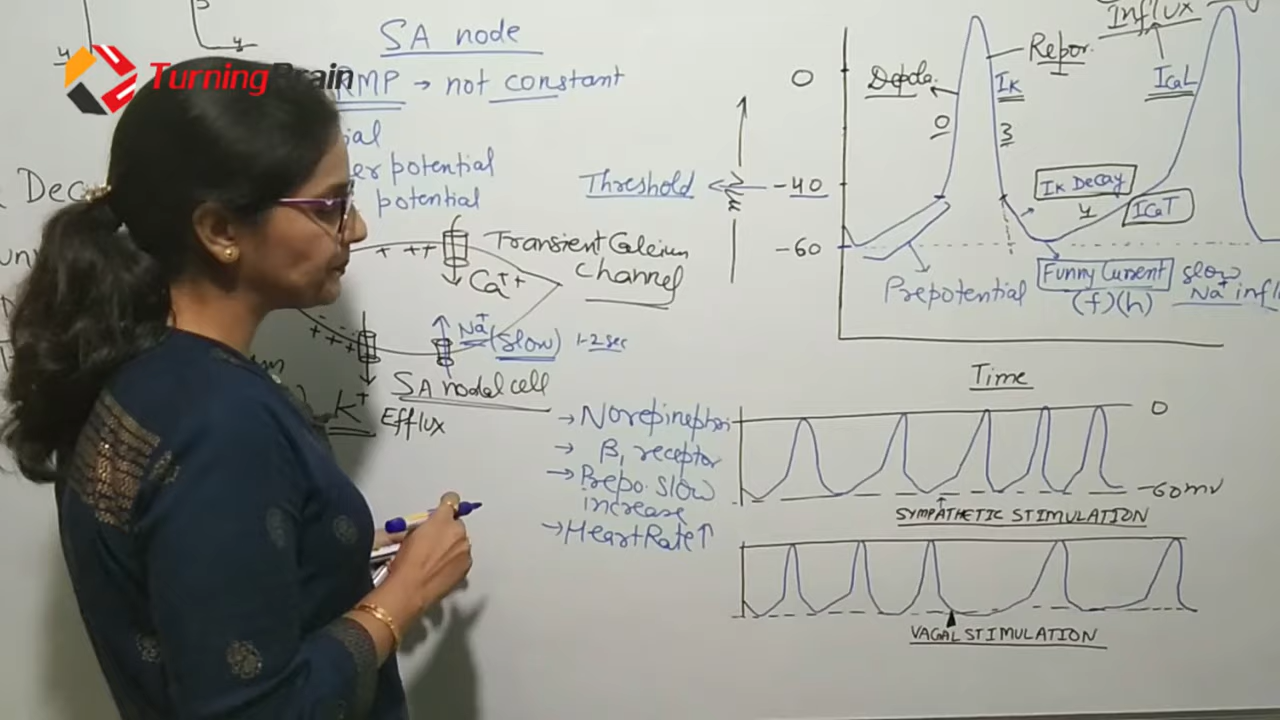 TurningBrain
SA node
RMP → not constant
ial
er potential
potential
Transient Calcium
Channel
Ca++
Na+ (Slow) 1-2 sec
SA nodal cell
K+ Efflux
→ Norepinephri
→ β1 receptor
→ Prepo. slow
increase
→ Heart Rate ↑
Influx
Depola.
Repor.
IK
ICaL
0
3
0
Threshold
-40
-60
IK Decay
4
ICaT
Prepotential
Funny Current
(f)(h)
slow
Na+ infl
Time
0
-60mv
SYMPATHETIC STIMULATION
VAGAL STIMULATION